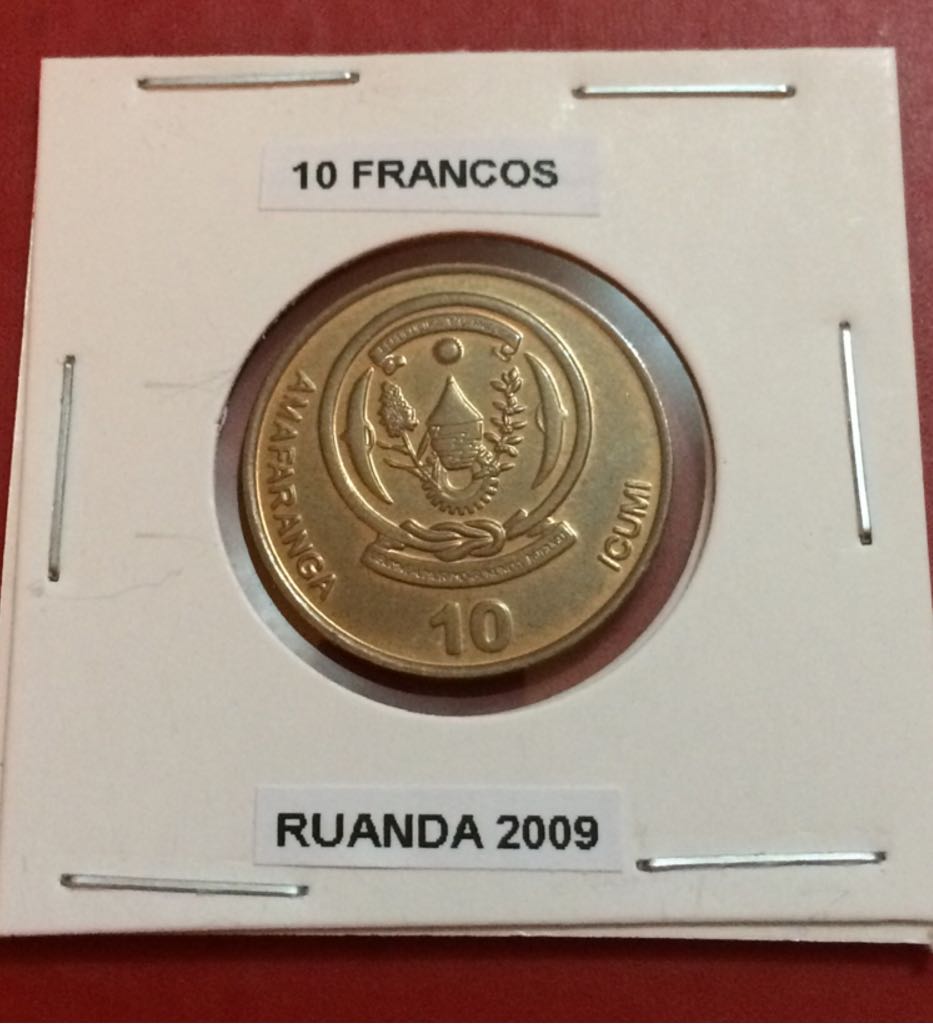 10 FRANCOS
AMAFARANGA
ICUMI
10
RUANDA 2009